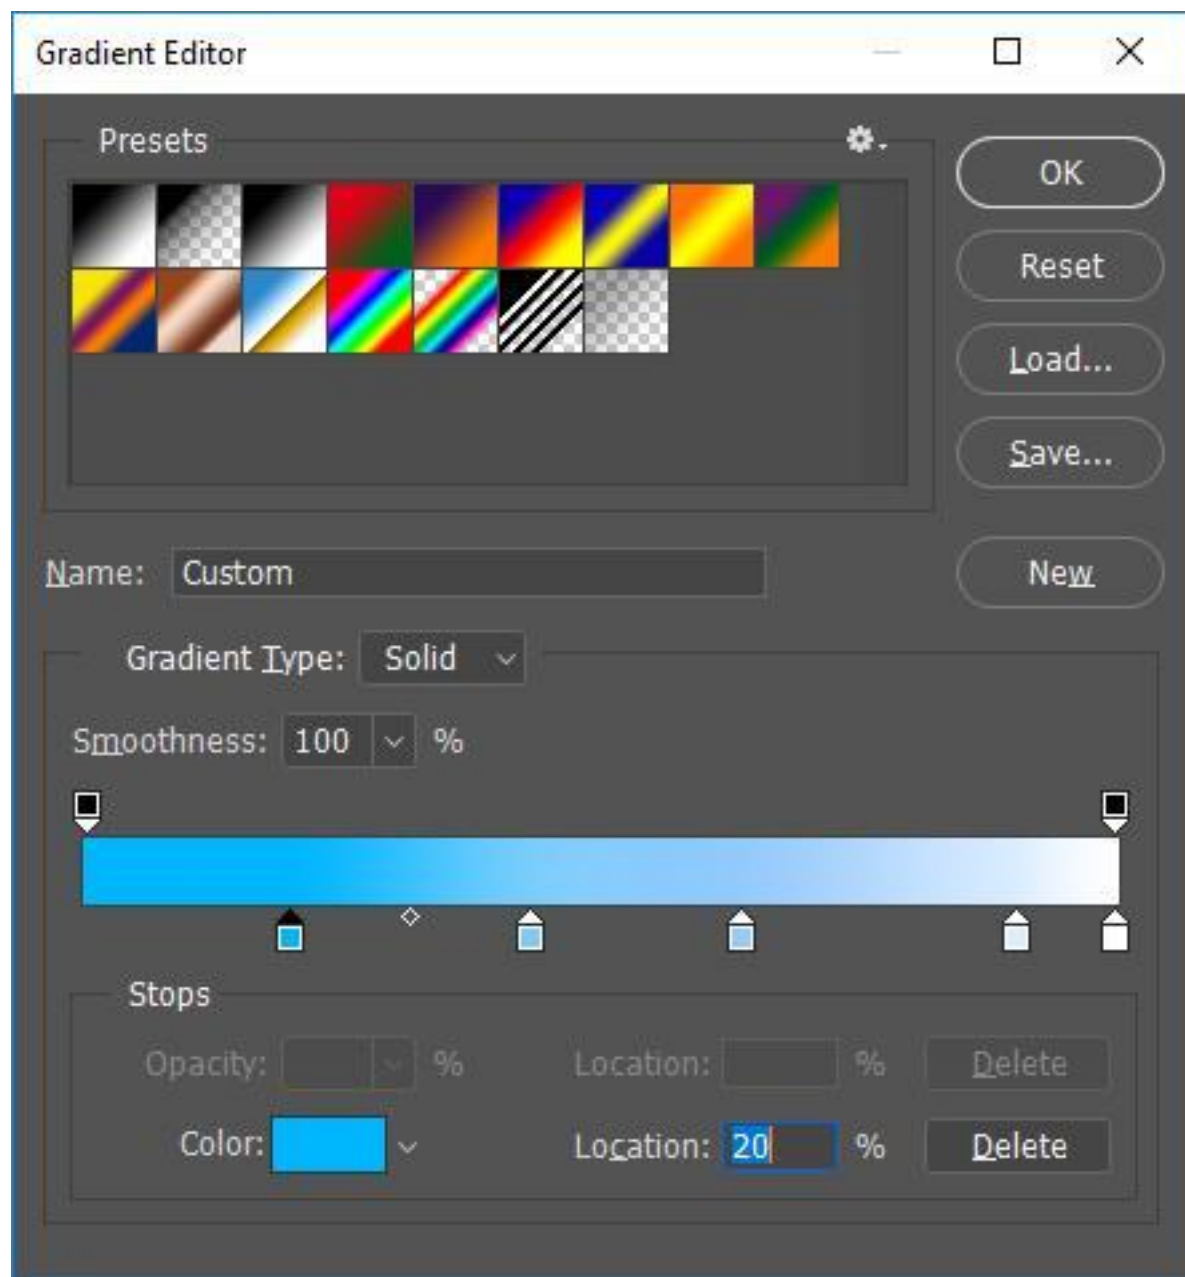 Gradient Editor
Presets
OK
Reset
Load...
Save...
Name: Custom
New
Gradient Type: Solid
Smoothness: 100 %
Stops
Opacity: % Location: % Delete
Color: Location: 20 % Delete